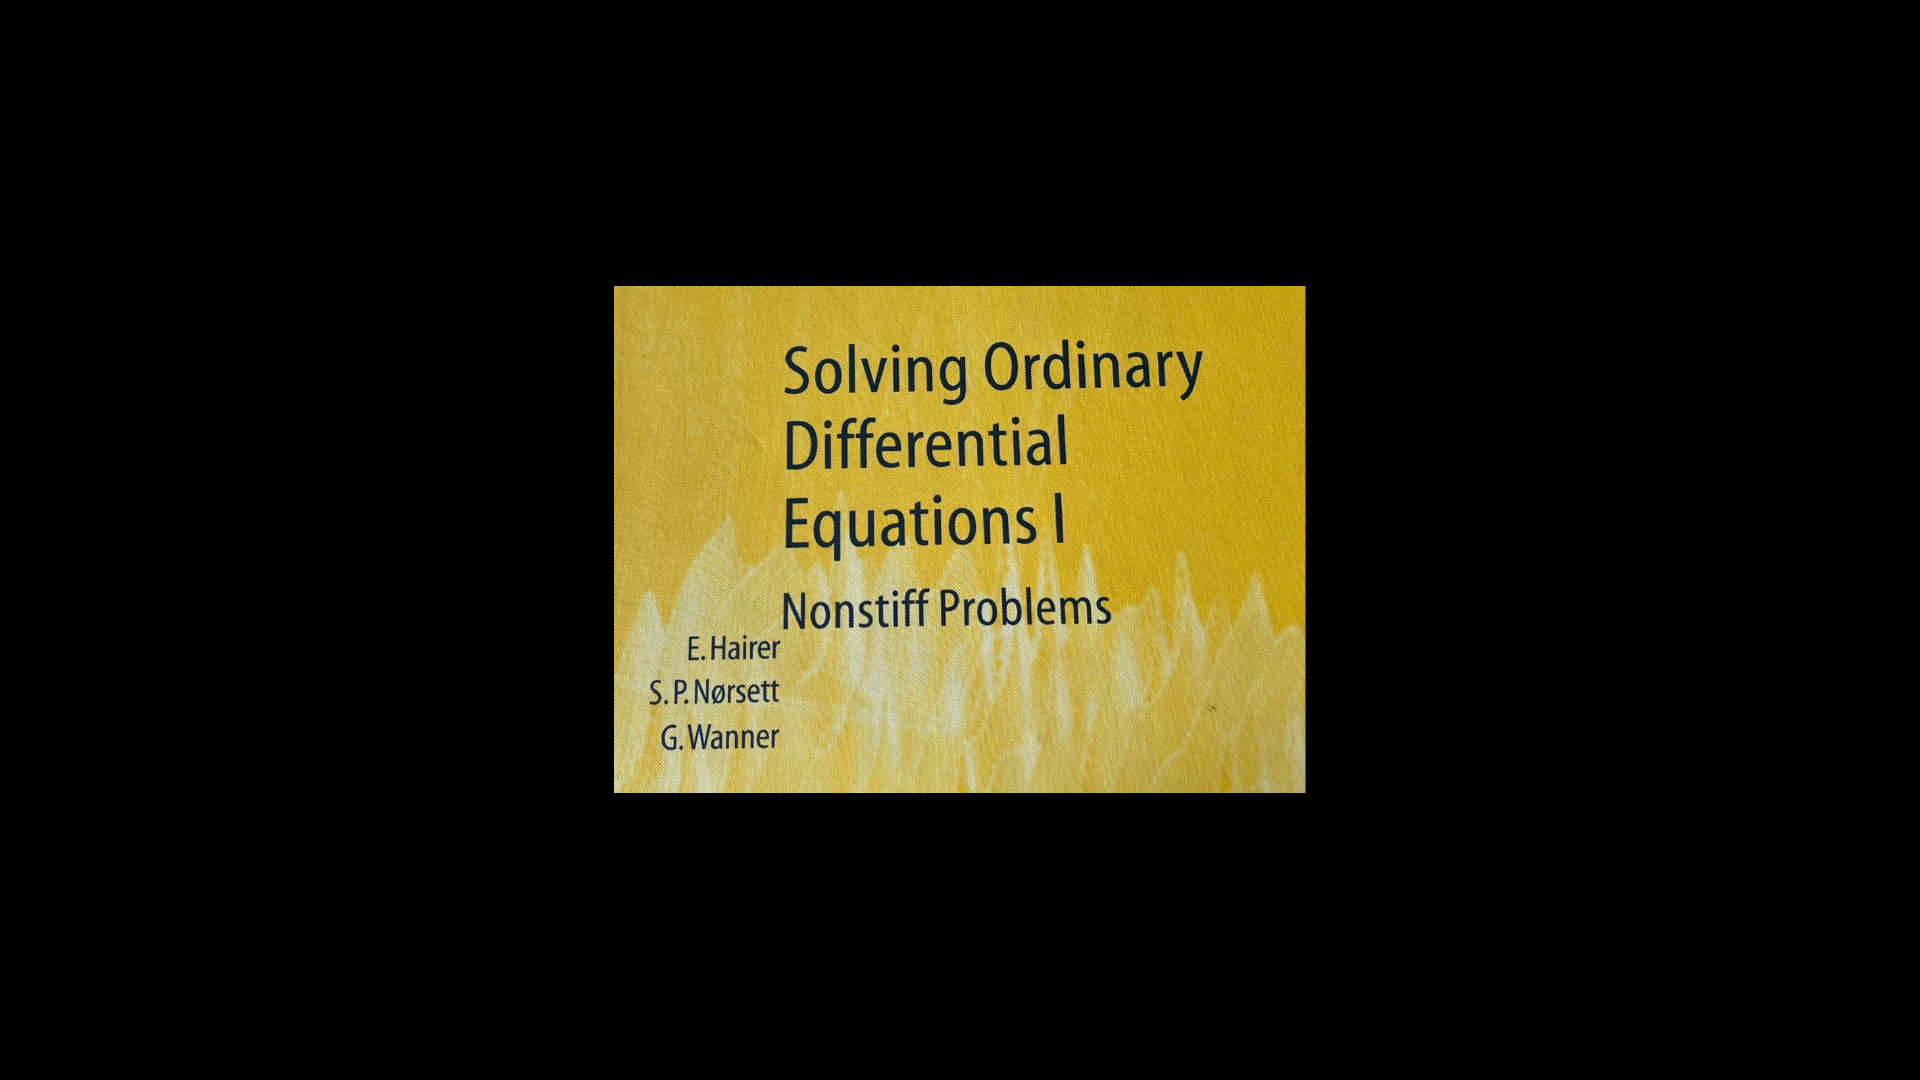 Solving Ordinary
Differential
Equations I
Nonstiff Problems
E. Hairer
S. P. Nørsett
G. Wanner